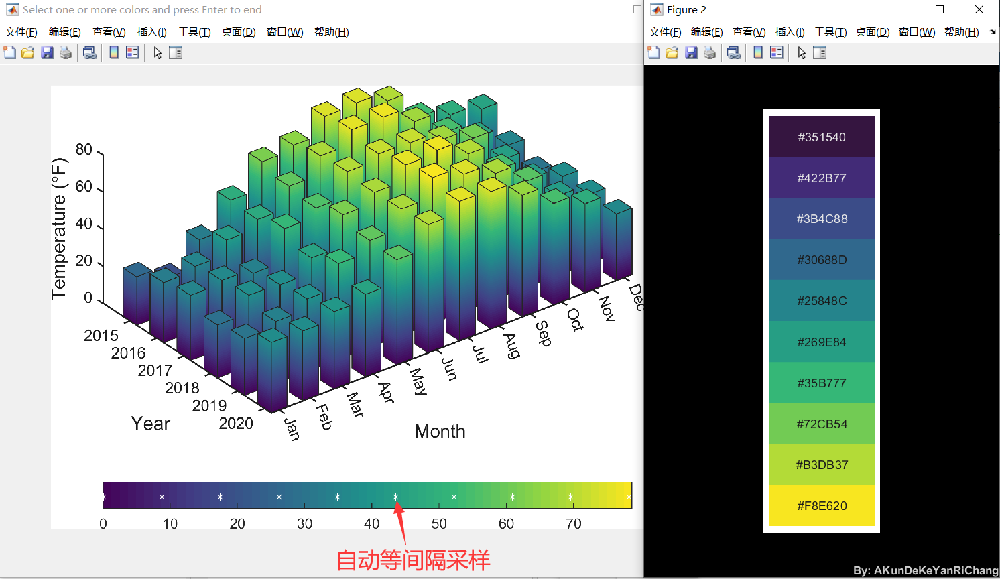 Select one or more colors and press Enter to end
文件(F) 编辑(E) 查看(V) 插入(I) 工具(T) 桌面(D) 窗口(W) 帮助(H)
80
60
40
20
0
Temperature (°F)
2015
2016
2017
2018
2019
2020
Year
Jan
Feb
Mar
Apr
May
Jun
Jul
Aug
Sep
Oct
Nov
Dec
Month
0 10 20 30 40 50 60 70
自动等间隔采样
Figure 2
文件(F) 编辑(E) 查看(V) 插入(I) 工具(T) 桌面(D) 窗口(W) 帮助(H)
#351540
#422B77
#3B4C88
#30688D
#25848C
#269E84
#35B777
#72CB54
#B3DB37
#F8E620
By: AKunDeKeYanRiChang